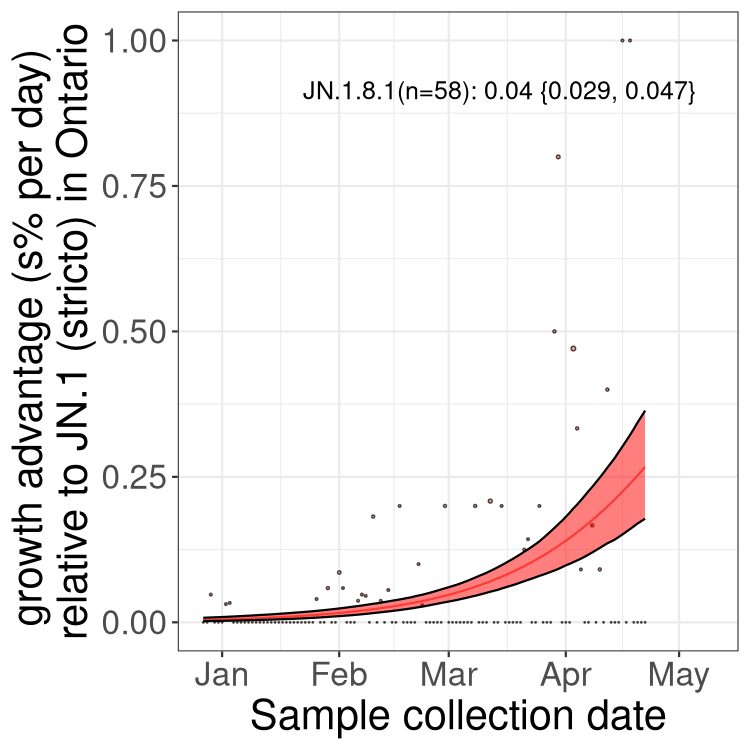 growth advantage (s% per day)
relative to JN.1 (stricto) in Ontario
1.00
0.75
0.50
0.25
0.00
JN.1.8.1(n=58): 0.04 {0.029, 0.047}
Jan Feb Mar Apr May
Sample collection date